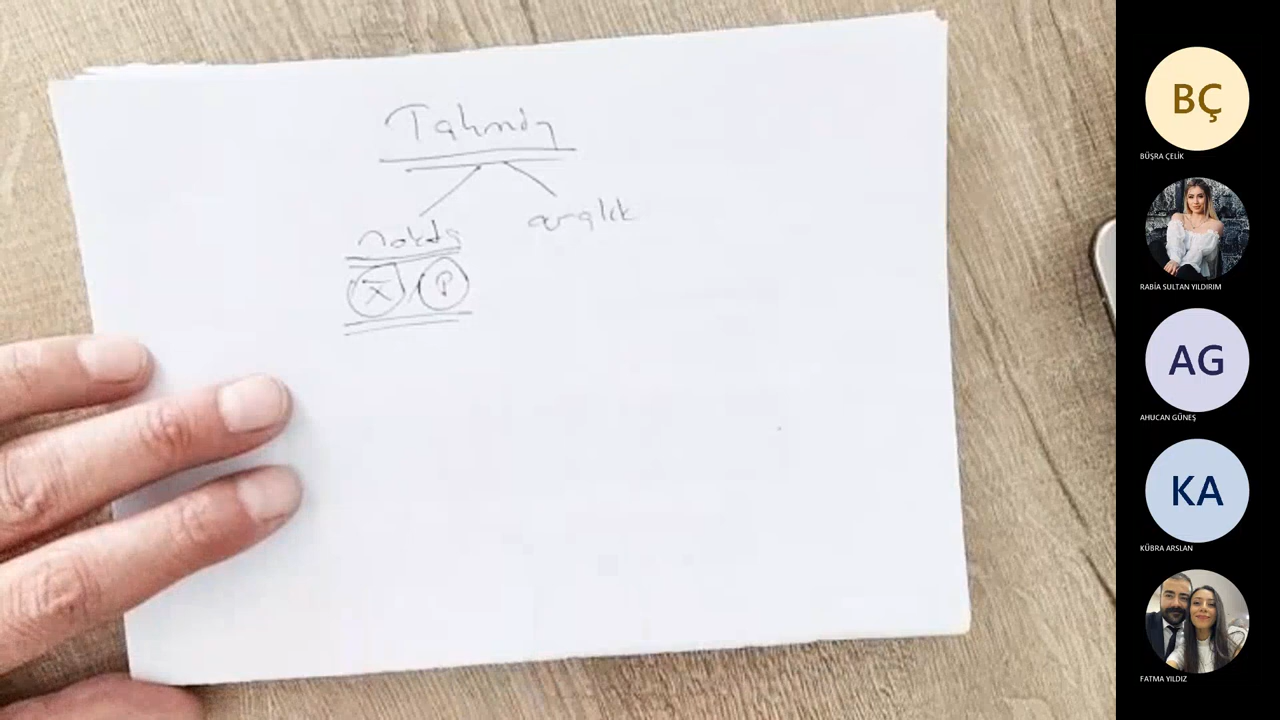 Tahmin
nokta
aralık
x̄, p̂
BÇ
BÜŞRA ÇELİK
RABİA SULTAN YILDIRIM
AG
AHUCAN GÜNEŞ
KA
KÜBRA ARSLAN
FATMA YILDIZ